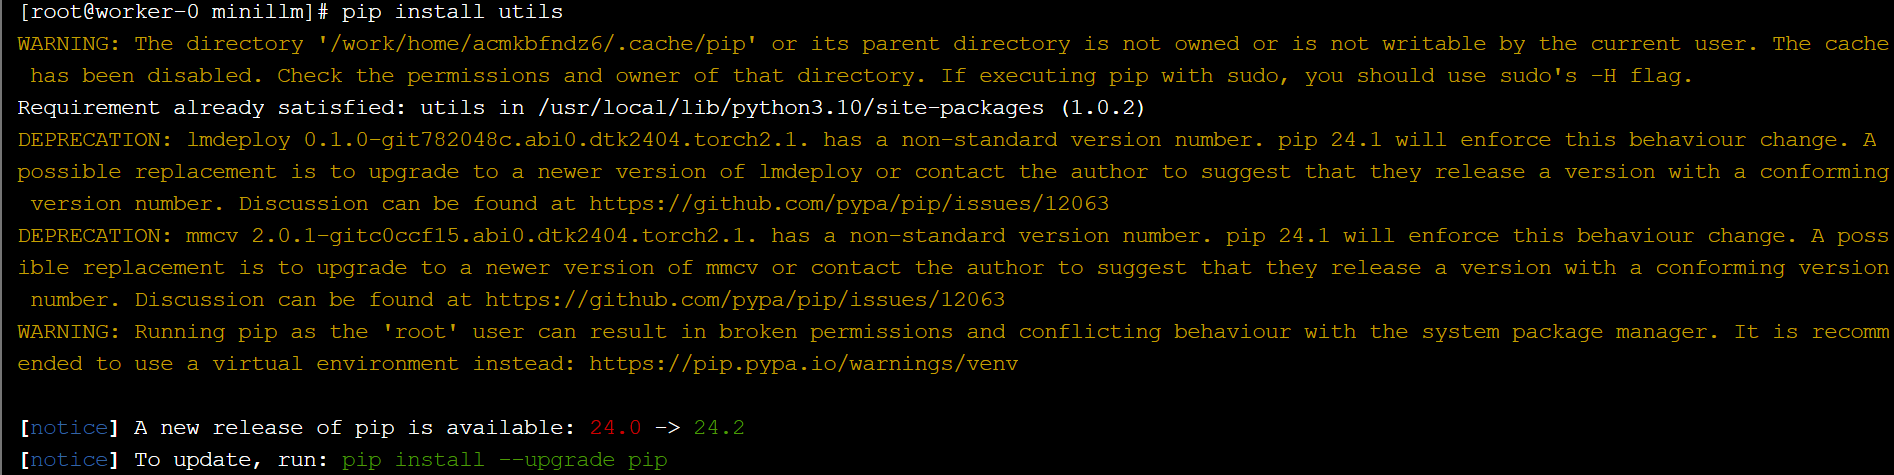 [root@worker-0 minillm]# pip install utils
WARNING: The directory '/work/home/acmkbfndz6/.cache/pip' or its parent directory is not owned or is not writable by the current user. The cache
 has been disabled. Check the permissions and owner of that directory. If executing pip with sudo, you should use sudo's -H flag.
Requirement already satisfied: utils in /usr/local/lib/python3.10/site-packages (1.0.2)
DEPRECATION: lmdeploy 0.1.0-git782048c.abi0.dtk2404.torch2.1. has a non-standard version number. pip 24.1 will enforce this behaviour change. A
possible replacement is to upgrade to a newer version of lmdeploy or contact the author to suggest that they release a version with a conforming
 version number. Discussion can be found at https://github.com/pypa/pip/issues/12063
DEPRECATION: mmcv 2.0.1-gitc0ccf15.abi0.dtk2404.torch2.1. has a non-standard version number. pip 24.1 will enforce this behaviour change. A poss
ible replacement is to upgrade to a newer version of mmcv or contact the author to suggest that they release a version with a conforming version
 number. Discussion can be found at https://github.com/pypa/pip/issues/12063
WARNING: Running pip as the 'root' user can result in broken permissions and conflicting behaviour with the system package manager. It is recomm
ended to use a virtual environment instead: https://pip.pypa.io/warnings/venv
[notice] A new release of pip is available: 24.0 -> 24.2
[notice] To update, run: pip install --upgrade pip